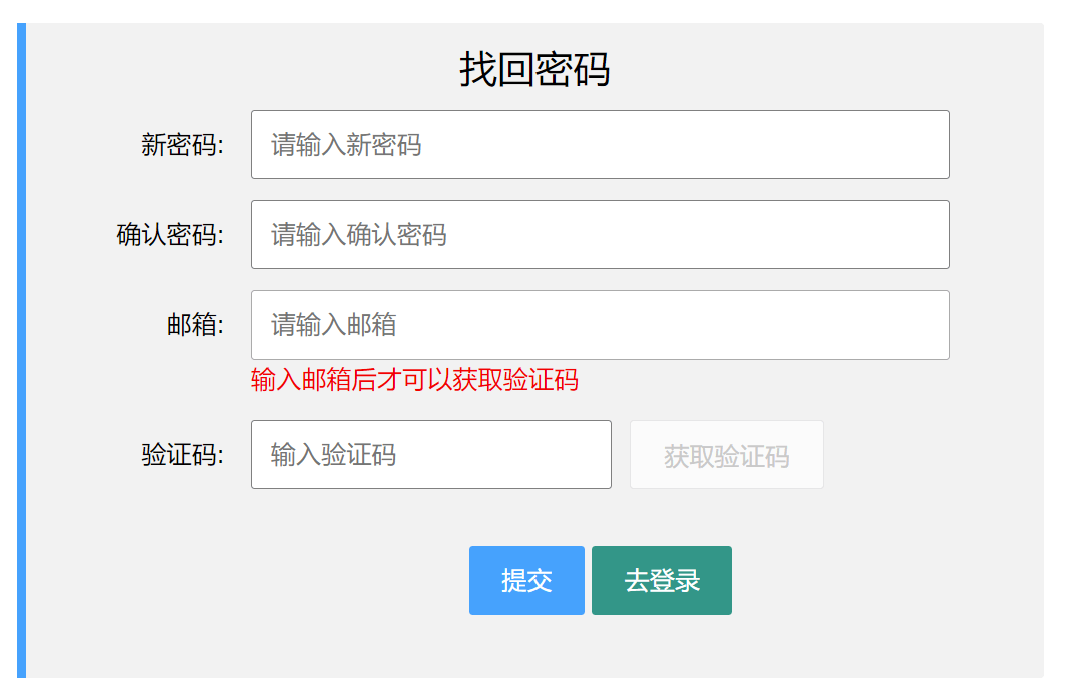 找回密码
新密码: 请输入新密码
确认密码: 请输入确认密码
邮箱: 请输入邮箱
输入邮箱后才可以获取验证码
验证码: 输入验证码 获取验证码
提交 去登录